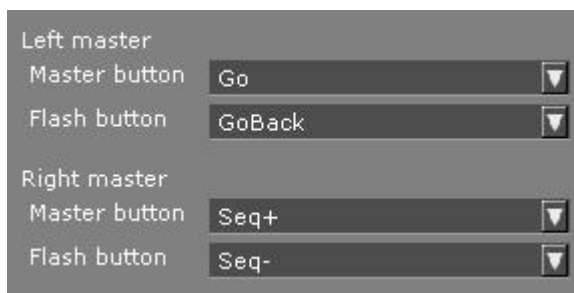 Left master
Master button Go
Flash button GoBack
Right master
Master button Seq+
Flash button Seq-